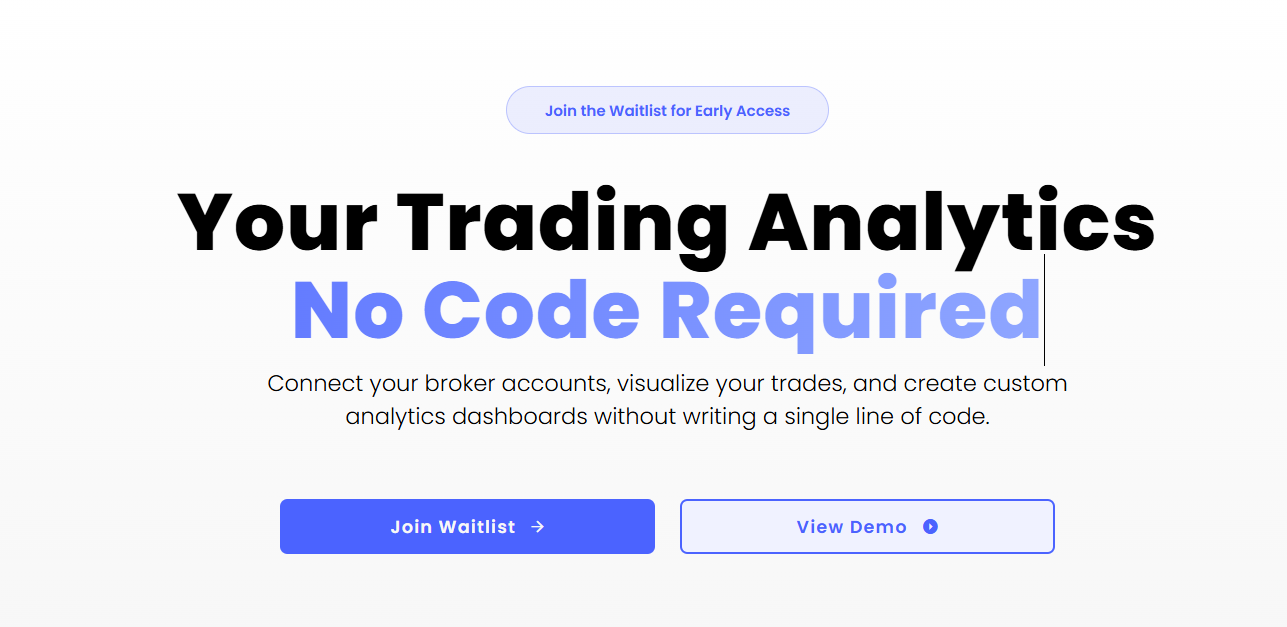 Join the Waitlist for Early Access
Your Trading Analytics
No Code Required
Connect your broker accounts, visualize your trades, and create custom
analytics dashboards without writing a single line of code.
Join Waitlist →
View Demo